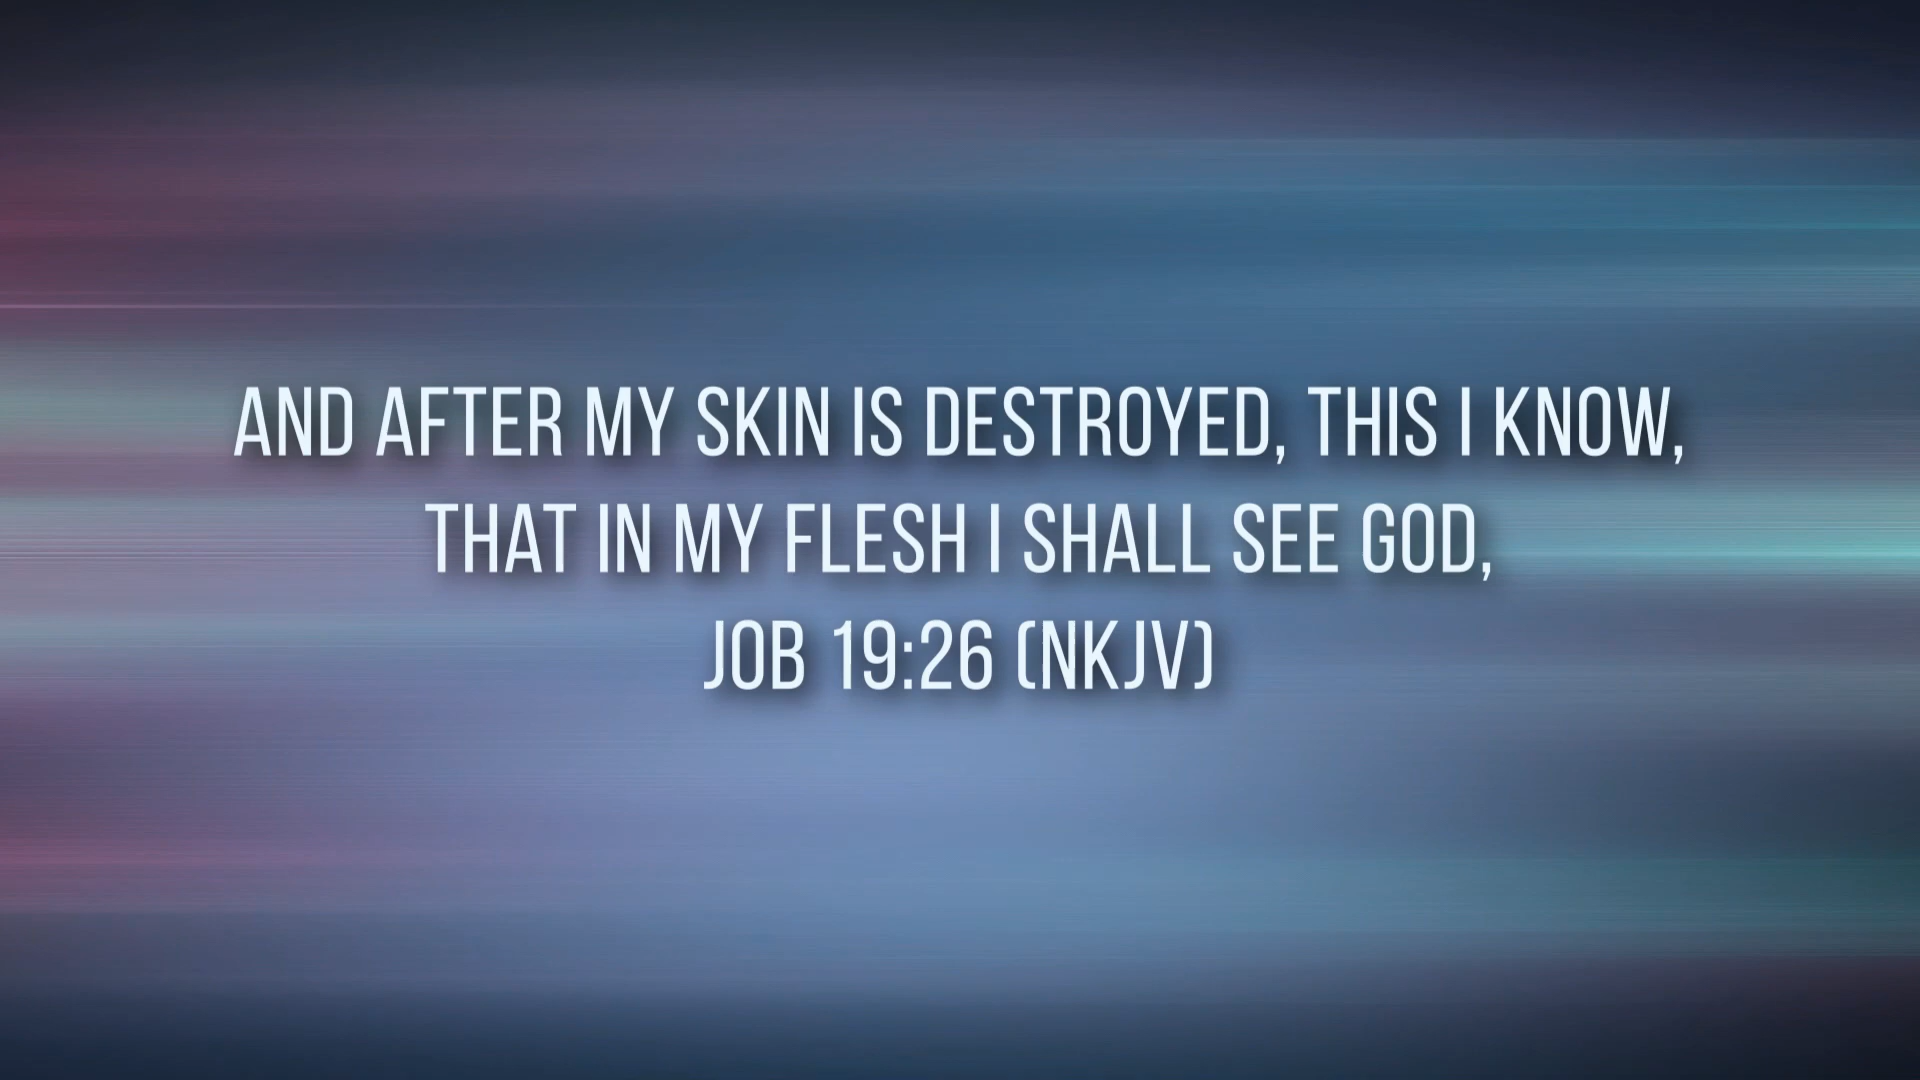 AND AFTER MY SKIN IS DESTROYED, THIS I KNOW,
THAT IN MY FLESH I SHALL SEE GOD,
JOB 19:26 (NKJV)